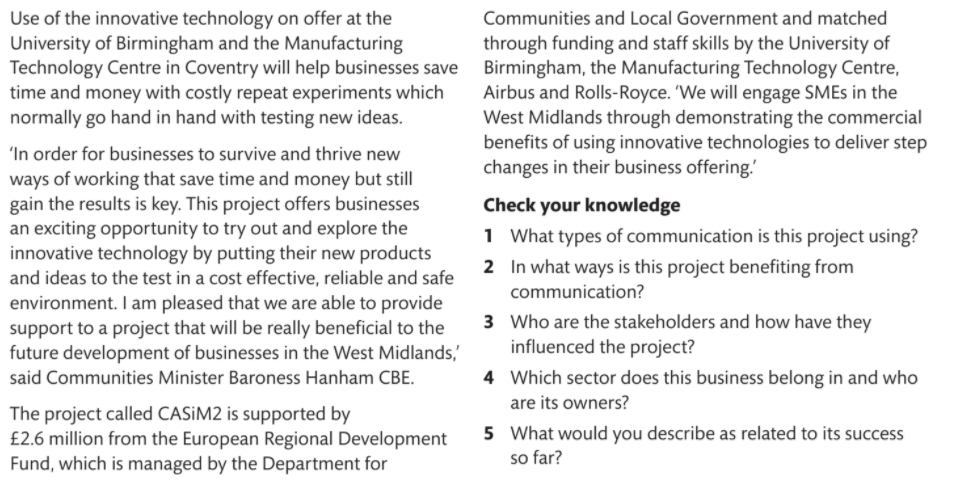 Use of the innovative technology on offer at the
University of Birmingham and the Manufacturing
Technology Centre in Coventry will help businesses save
time and money with costly repeat experiments which
normally go hand in hand with testing new ideas.
‘In order for businesses to survive and thrive new
ways of working that save time and money but still
gain the results is key. This project offers businesses
an exciting opportunity to try out and explore the
innovative technology by putting their new products
and ideas to the test in a cost effective, reliable and safe
environment. I am pleased that we are able to provide
support to a project that will be really beneficial to the
future development of businesses in the West Midlands,’
said Communities Minister Baroness Hanham CBE.
The project called CASiM2 is supported by
£2.6 million from the European Regional Development
Fund, which is managed by the Department for
Communities and Local Government and matched
through funding and staff skills by the University of
Birmingham, the Manufacturing Technology Centre,
Airbus and Rolls-Royce. ‘We will engage SMEs in the
West Midlands through demonstrating the commercial
benefits of using innovative technologies to deliver step
changes in their business offering.’
Check your knowledge
1 What types of communication is this project using?
2 In what ways is this project benefiting from
communication?
3 Who are the stakeholders and how have they
influenced the project?
4 Which sector does this business belong in and who
are its owners?
5 What would you describe as related to its success
so far?